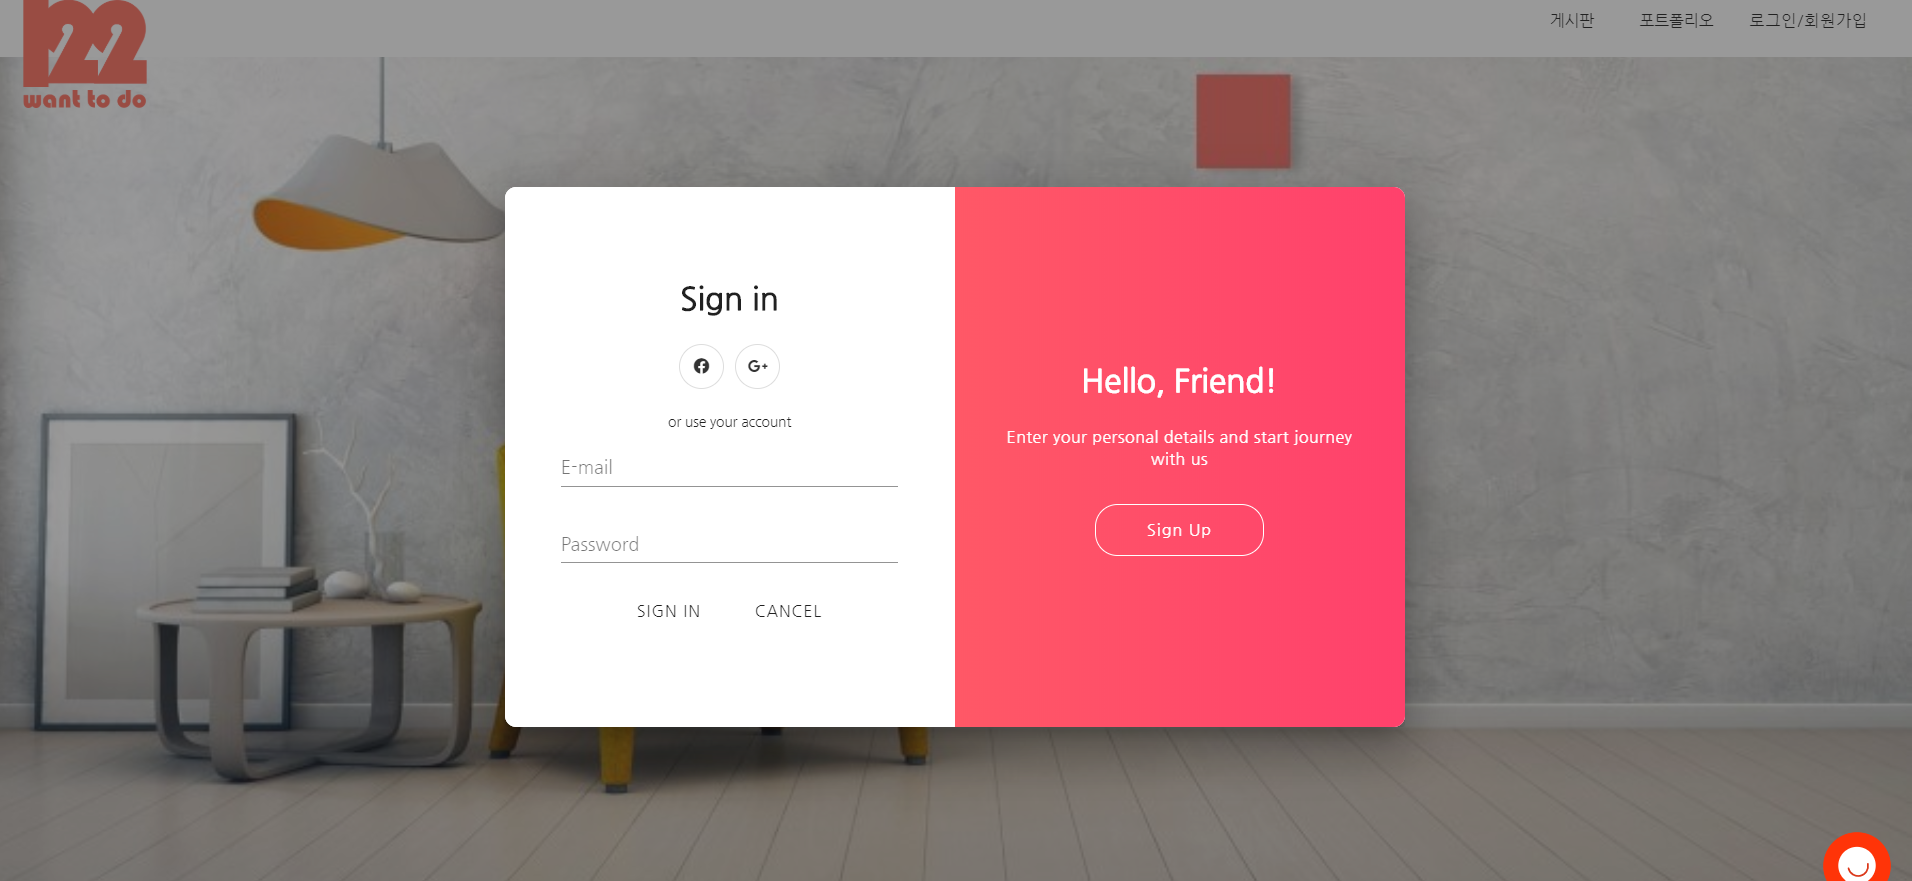 want to do
게시판 포트폴리오 로그인/회원가입
Sign in
G+
or use your account
E-mail
Password
SIGN IN CANCEL
Hello, Friend!
Enter your personal details and start journey
with us
Sign Up